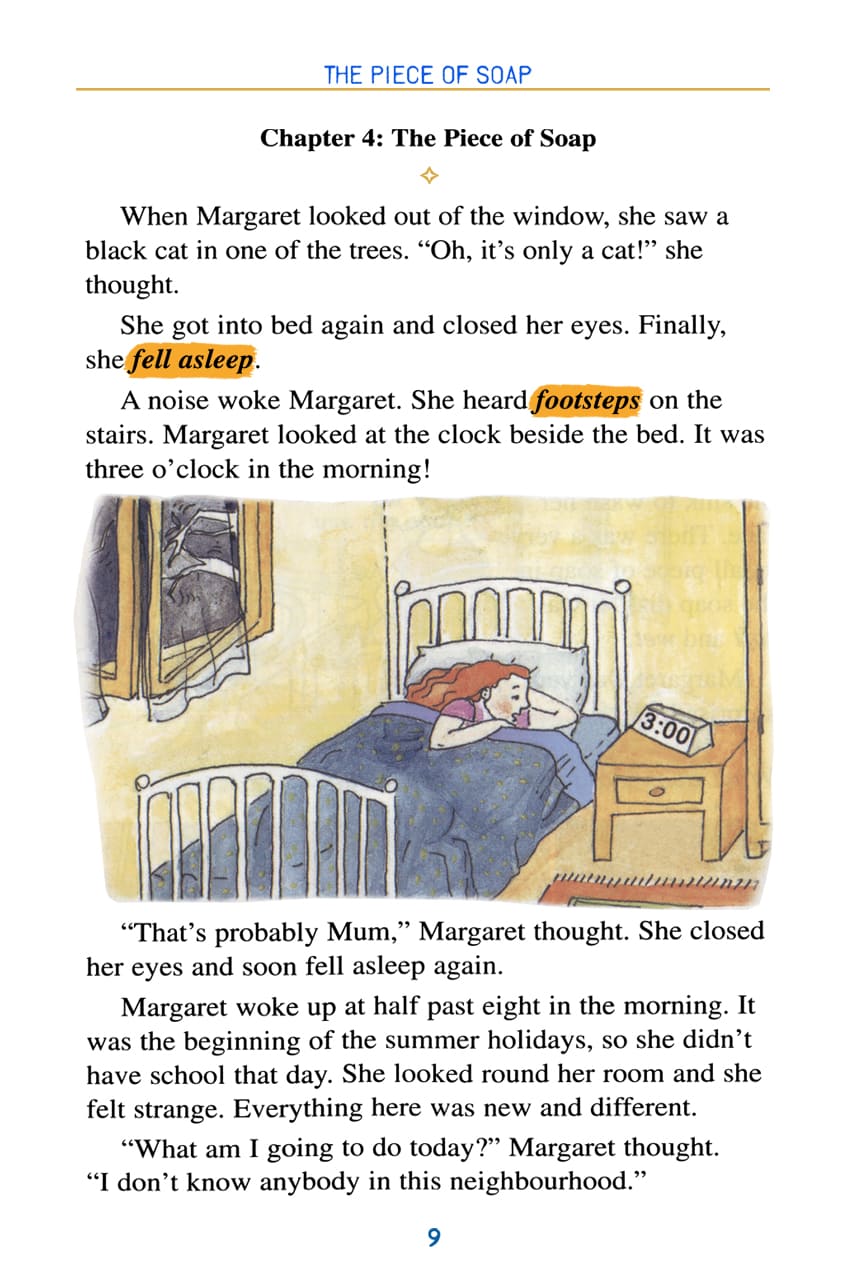 THE PIECE OF SOAP
Chapter 4: The Piece of Soap
When Margaret looked out of the window, she saw a
black cat in one of the trees. “Oh, it’s only a cat!” she
thought.
She got into bed again and closed her eyes. Finally,
she fell asleep.
A noise woke Margaret. She heard footsteps on the
stairs. Margaret looked at the clock beside the bed. It was
three o’clock in the morning!
3:00
“That’s probably Mum,” Margaret thought. She closed
her eyes and soon fell asleep again.
Margaret woke up at half past eight in the morning. It
was the beginning of the summer holidays, so she didn’t
have school that day. She looked round her room and she
felt strange. Everything here was new and different.
“What am I going to do today?” Margaret thought.
“I don’t know anybody in this neighbourhood.”
9